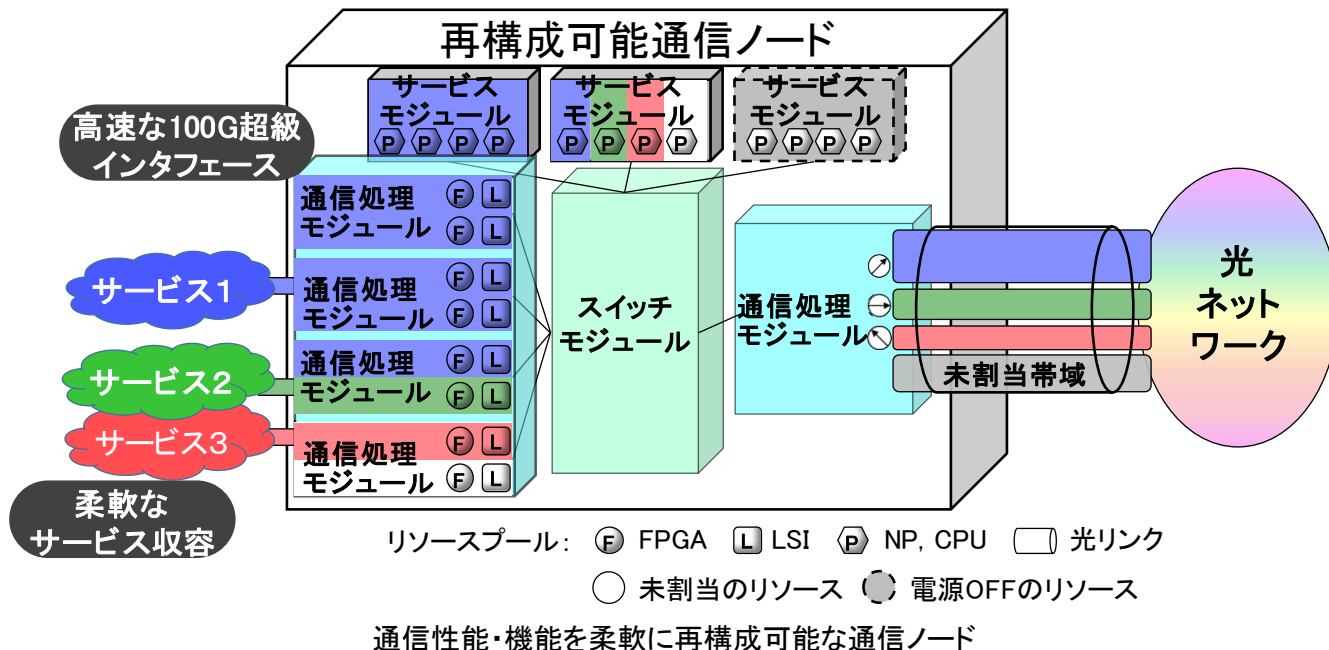 再構成可能通信ノード
サービス
モジュール
P P P P
サービス
モジュール
P P P P
サービス
モジュール
P P P P
高速な100G超級
インタフェース
通信処理
モジュール
F L
F L
通信処理
モジュール
F L
F L
通信処理
モジュール
F L
F L
通信処理
モジュール
F L
F L
サービス1
サービス2
サービス3
柔軟な
サービス収容
スイッチ
モジュール
通信処理
モジュール
未割当帯域
光
ネット
ワーク
リソースプール： F FPGA L LSI P NP, CPU 光リンク
未割当のリソース 電源OFFのリソース
通信性能・機能を柔軟に再構成可能な通信ノード